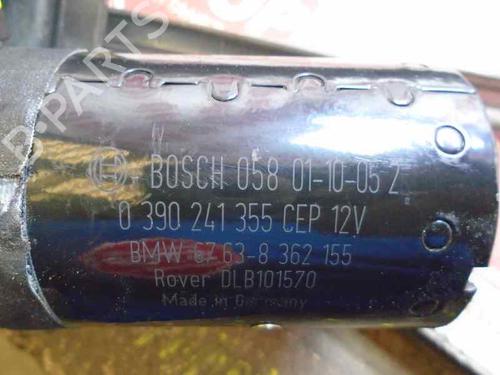 BOSCH 058 01-10-05 2
0 390 241 355 CEP 12V
BMW 67 63-8 362 155
Rover DLB101570
Made in Germany
B-PARTS